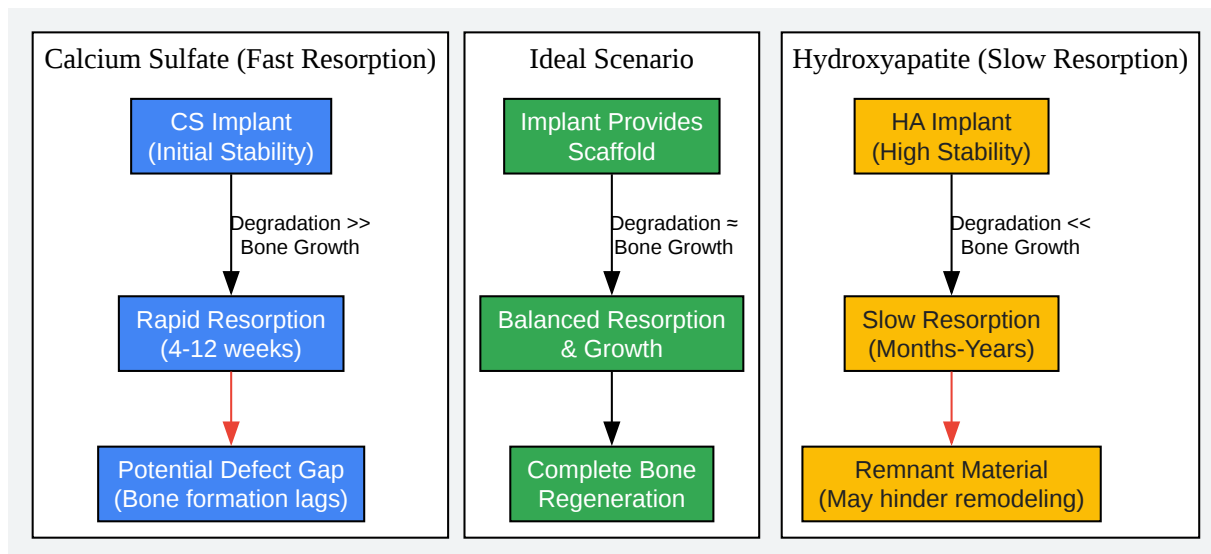 Calcium Sulfate (Fast Resorption)
CS Implant
(Initial Stability)
Degradation >>
Bone Growth
Rapid Resorption
(4-12 weeks)
Potential Defect Gap
(Bone formation lags)
Ideal Scenario
Implant Provides
Scaffold
Degradation ≈
Bone Growth
Balanced Resorption
& Growth
Complete Bone
Regeneration
Hydroxyapatite (Slow Resorption)
HA Implant
(High Stability)
Degradation <<
Bone Growth
Slow Resorption
(Months-Years)
Remnant Material
(May hinder remodeling)